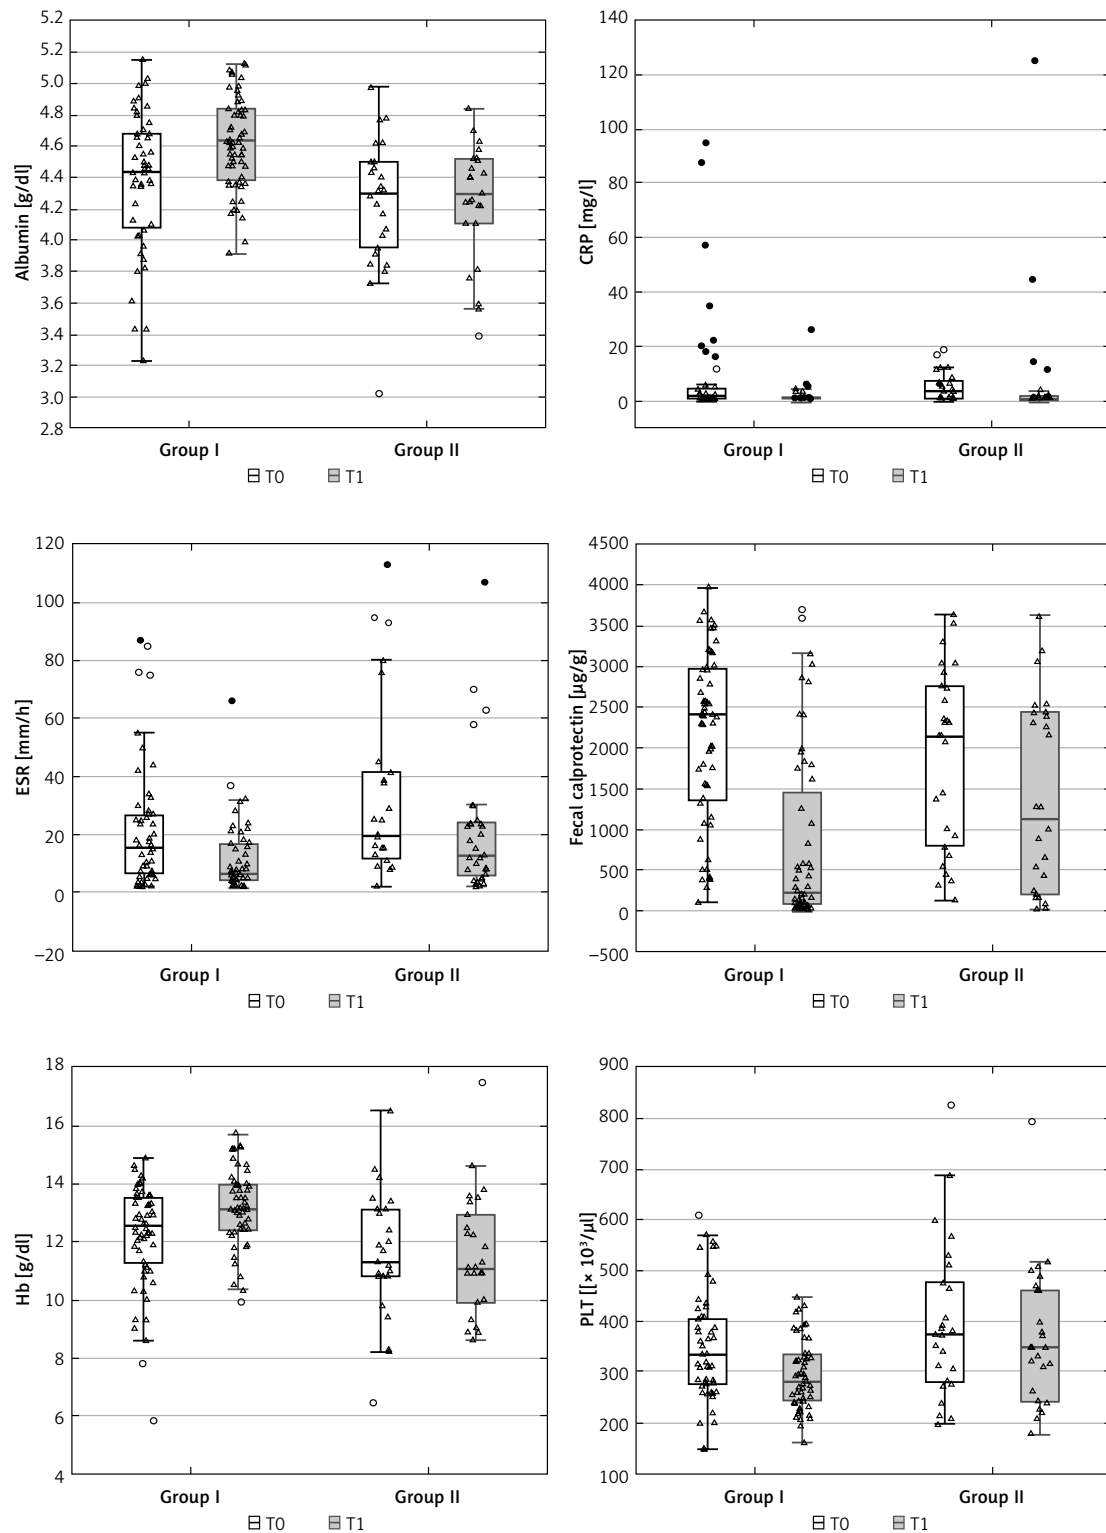 5.2
5.2
5.0
4.8
4.6
4.4
4.2
4.0
3.8
3.6
3.4
3.2
3.0
2.8
Albumin [g/dl]
Group I
Group II
T0
T1
140
120
100
80
60
40
20
0
CRP [mg/l]
Group I
Group II
T0
T1
120
100
80
60
40
20
0
–20
ESR [mm/h]
Group I
Group II
T0
T1
4500
4000
3500
3000
2500
2000
1500
1000
500
0
–500
Fecal calprotectin [µg/g]
Group I
Group II
T0
T1
18
16
14
12
10
8
6
4
Hb [g/dl]
Group I
Group II
T0
T1
900
800
700
600
500
400
300
200
100
PLT [[× 10³/µl]
Group I
Group II
T0
T1